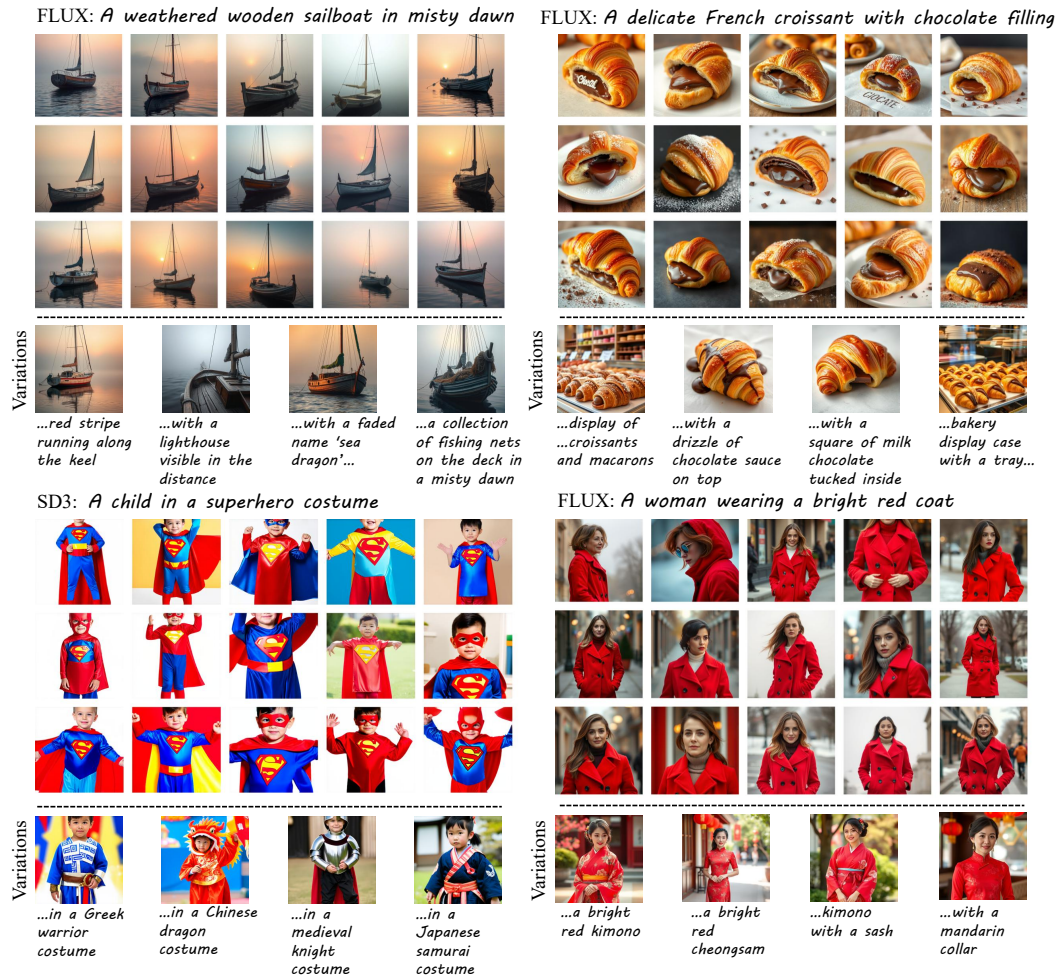 FLUX: A weathered wooden sailboat in misty dawn
Variations
...red stripe
running along
the keel
...with a
lighthouse
visible in the
distance
...with a faded
name 'sea
dragon'...
...a collection
of fishing nets
on the deck in
a misty dawn
FLUX: A delicate French croissant with chocolate filling
CIOCATE
Variations
...display of
...croissants
and macarons
...with a
drizzle of
chocolate sauce
on top
...with a
square of milk
chocolate
tucked inside
...bakery
display case
with a tray...
SD3: A child in a superhero costume
Variations
...in a Greek
warrior
costume
...in a Chinese
dragon
costume
...in a
medieval
knight
costume
...in a
Japanese
samurai
costume
FLUX: A woman wearing a bright red coat
Variations
...a bright
red kimono
...a bright
red
cheongsam
...kimono
with a sash
...with a
mandarin
collar